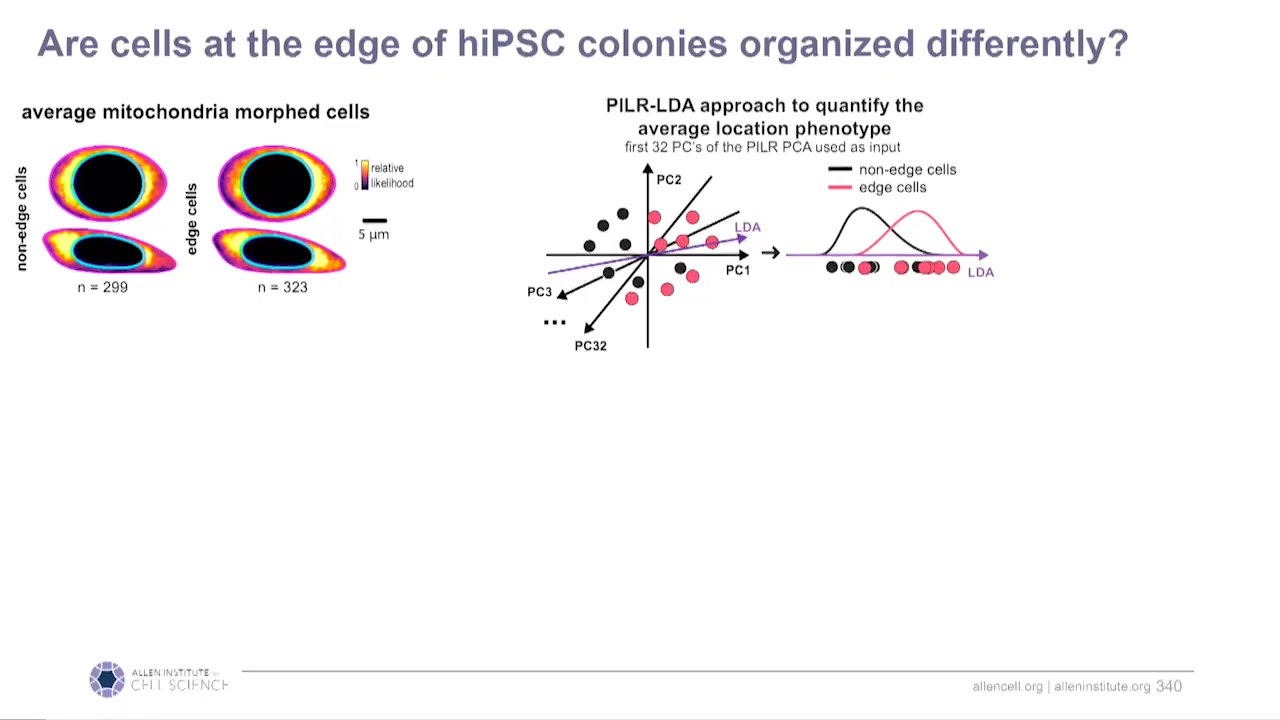 Are cells at the edge of hiPSC colonies organized differently?
average mitochondria morphed cells
non-edge cells
n = 299
edge cells
n = 323
1
0
relative
likelihood
5 µm
PILR-LDA approach to quantify the
average location phenotype
first 32 PC's of the PILR PCA used as input
PC2
LDA
PC1
PC3
...
PC32
non-edge cells
edge cells
LDA
ALLEN INSTITUTE for
CELL SCIENCE
allencell.org | alleninstitute.org 340